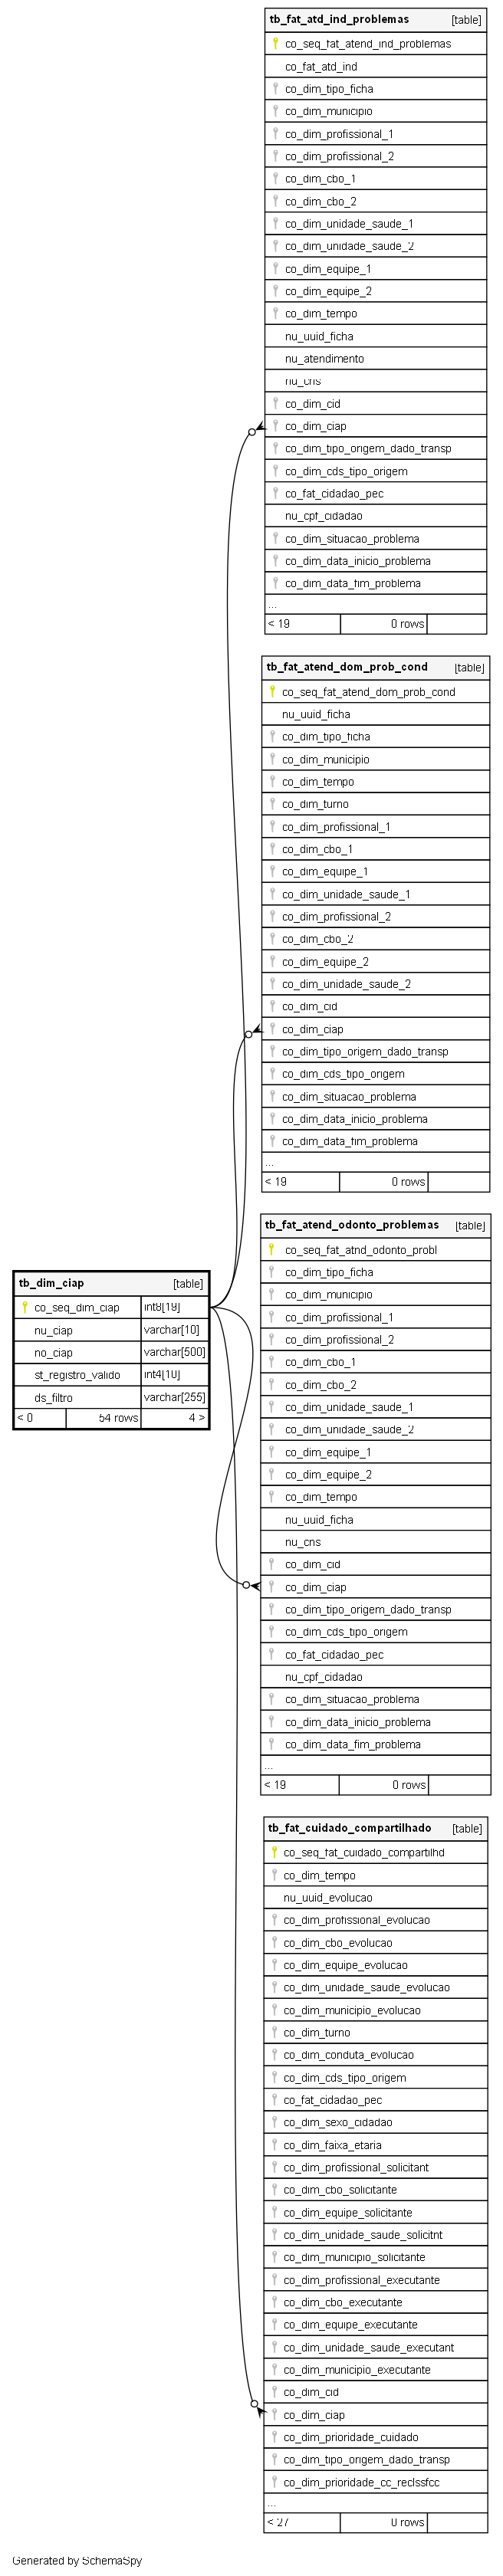 tb_fat_atd_ind_problemas [table]
co_seq_fat_atend_ind_problemas
co_fat_atd_ind
co_dim_tipo_ficha
co_dim_municipio
co_dim_profissional_1
co_dim_profissional_2
co_dim_cbo_1
co_dim_cbo_2
co_dim_unidade_saude_1
co_dim_unidade_saude_2
co_dim_equipe_1
co_dim_equipe_2
co_dim_tempo
nu_uuid_ficha
nu_atendimento
nu_cns
co_dim_cid
co_dim_ciap
co_dim_tipo_origem_dado_transp
co_dim_cds_tipo_origem
co_fat_cidadao_pec
nu_cpf_cidadao
co_dim_situacao_problema
co_dim_data_inicio_problema
co_dim_data_fim_problema
...
< 19 0 rows
tb_fat_atend_dom_prob_cond [table]
co_seq_fat_atend_dom_prob_cond
nu_uuid_ficha
co_dim_tipo_ficha
co_dim_municipio
co_dim_tempo
co_dim_turno
co_dim_profissional_1
co_dim_cbo_1
co_dim_equipe_1
co_dim_unidade_saude_1
co_dim_profissional_2
co_dim_cbo_2
co_dim_equipe_2
co_dim_unidade_saude_2
co_dim_cid
co_dim_ciap
co_dim_tipo_origem_dado_transp
co_dim_cds_tipo_origem
co_dim_situacao_problema
co_dim_data_inicio_problema
co_dim_data_fim_problema
...
< 19 0 rows
tb_dim_ciap [table]
co_seq_dim_ciap int8[19]
nu_ciap varchar[10]
no_ciap varchar[500]
st_registro_valido int4[10]
ds_filtro varchar[255]
< 0 54 rows 4 >
tb_fat_atend_odonto_problemas [table]
co_seq_fat_atnd_odonto_probl
co_dim_tipo_ficha
co_dim_municipio
co_dim_profissional_1
co_dim_profissional_2
co_dim_cbo_1
co_dim_cbo_2
co_dim_unidade_saude_1
co_dim_unidade_saude_2
co_dim_equipe_1
co_dim_equipe_2
co_dim_tempo
nu_uuid_ficha
nu_cns
co_dim_cid
co_dim_ciap
co_dim_tipo_origem_dado_transp
co_dim_cds_tipo_origem
co_fat_cidadao_pec
nu_cpf_cidadao
co_dim_situacao_problema
co_dim_data_inicio_problema
co_dim_data_fim_problema
...
< 19 0 rows
tb_fat_cuidado_compartilhado [table]
co_seq_fat_cuidado_compartilhd
co_dim_tempo
nu_uuid_evolucao
co_dim_profissional_evolucao
co_dim_cbo_evolucao
co_dim_equipe_evolucao
co_dim_unidade_saude_evolucao
co_dim_municipio_evolucao
co_dim_turno
co_dim_conduta_evolucao
co_dim_cds_tipo_origem
co_fat_cidadao_pec
co_dim_sexo_cidadao
co_dim_faixa_etaria
co_dim_profissional_solicitant
co_dim_cbo_solicitante
co_dim_equipe_solicitante
co_dim_unidade_saude_solicitnt
co_dim_municipio_solicitante
co_dim_profissional_executante
co_dim_cbo_executante
co_dim_equipe_executante
co_dim_unidade_saude_executant
co_dim_municipio_executante
co_dim_cid
co_dim_ciap
co_dim_prioridade_cuidado
co_dim_tipo_origem_dado_transp
co_dim_prioridade_cc_reclssfcc
...
< 27 0 rows
Generated by SchemaSpy